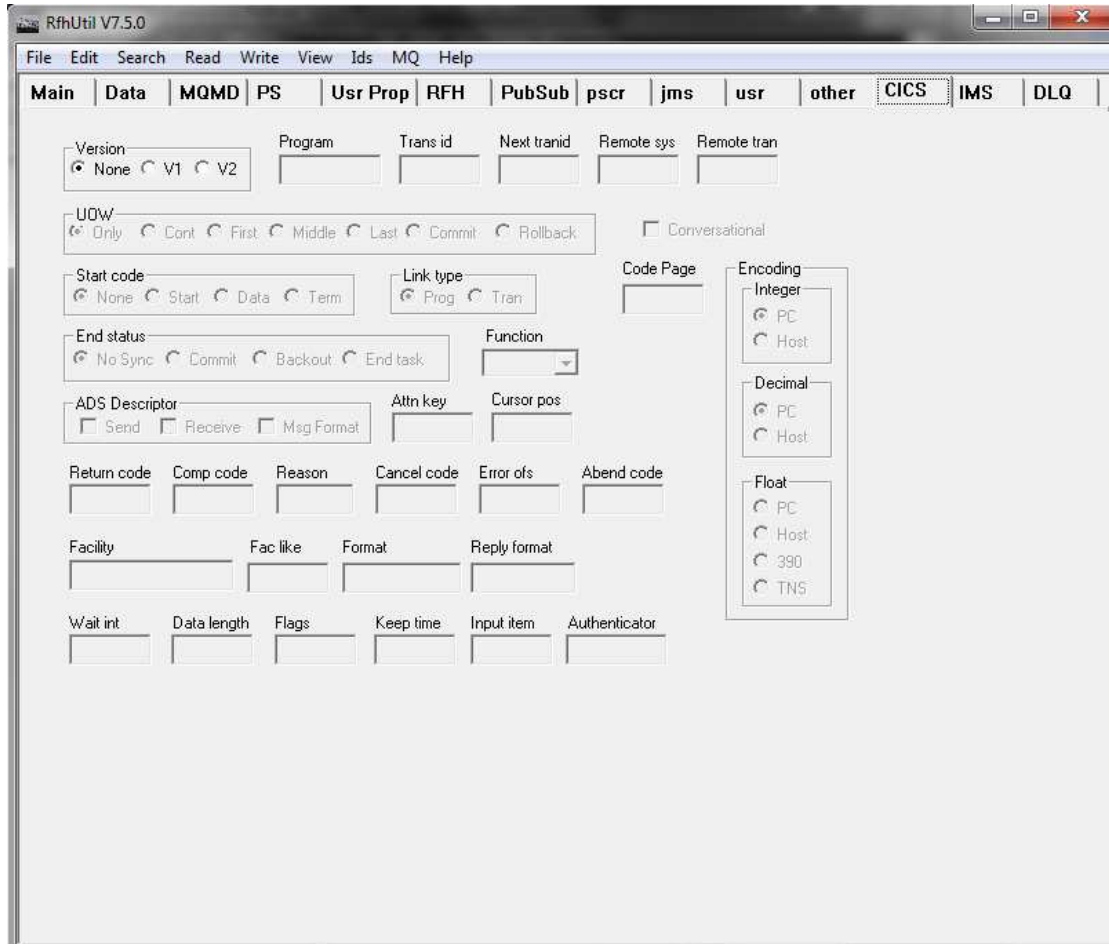 RfhUtil V7.5.0
File Edit Search Read Write View Ids MQ Help
Main Data MQMD PS Usr Prop RFH PubSub pscr jms usr other CICS IMS DLQ
Version Program Trans id Next tranid Remote sys Remote tran
None V1 V2
UOW
Only Cont First Middle Last Commit Rollback Conversational
Start code Link type Code Page Encoding
None Start Data Term Prog Tran Integer
PC
Host
End status Function
No Sync Commit Backout End task
Decimal
ADS Descriptor Attn key Cursor pos PC
Send Receive Msg Format Host
Return code Comp code Reason Cancel code Error ofs Abend code
Float
PC
Host
390
TNS
Facility Fac like Format Reply format
Wait int Data length Flags Keep time Input item Authenticator